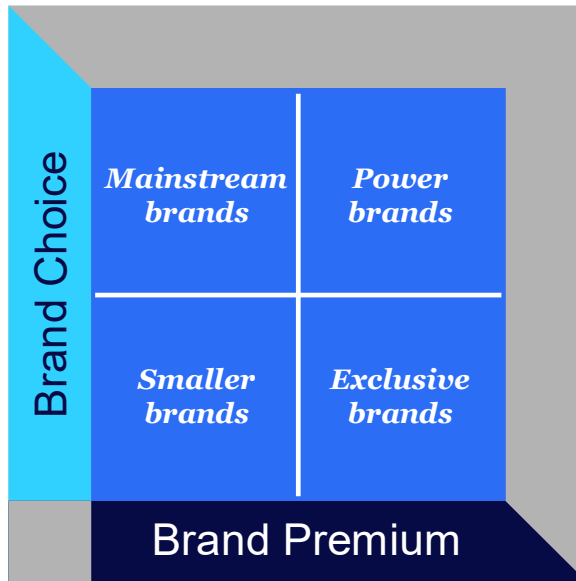 Brand Choice
Mainstream
brands
Power
brands
Smaller
brands
Exclusive
brands
Brand Premium